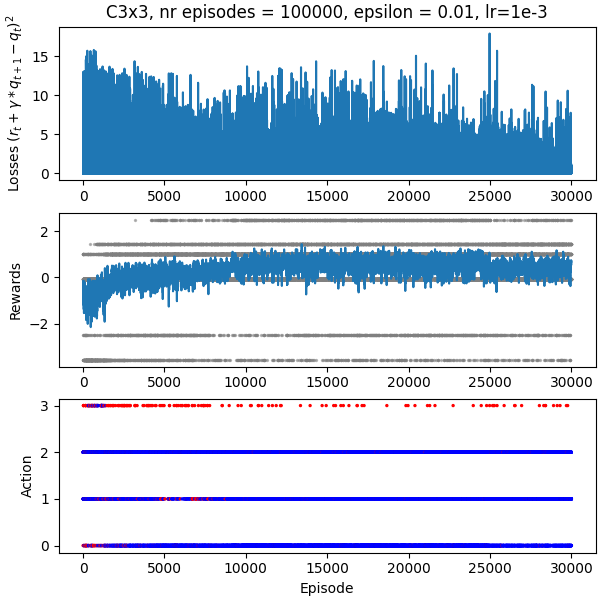 C3x3, nr episodes = 100000, epsilon = 0.01, lr=1e-3
Losses (r_t + γ * q_{t+1} − q_t)^2
15
10
5
0
0 5000 10000 15000 20000 25000 30000
Rewards
2
0
−2
0 5000 10000 15000 20000 25000 30000
Action
3
2
1
0
0 5000 10000 15000 20000 25000 30000
Episode